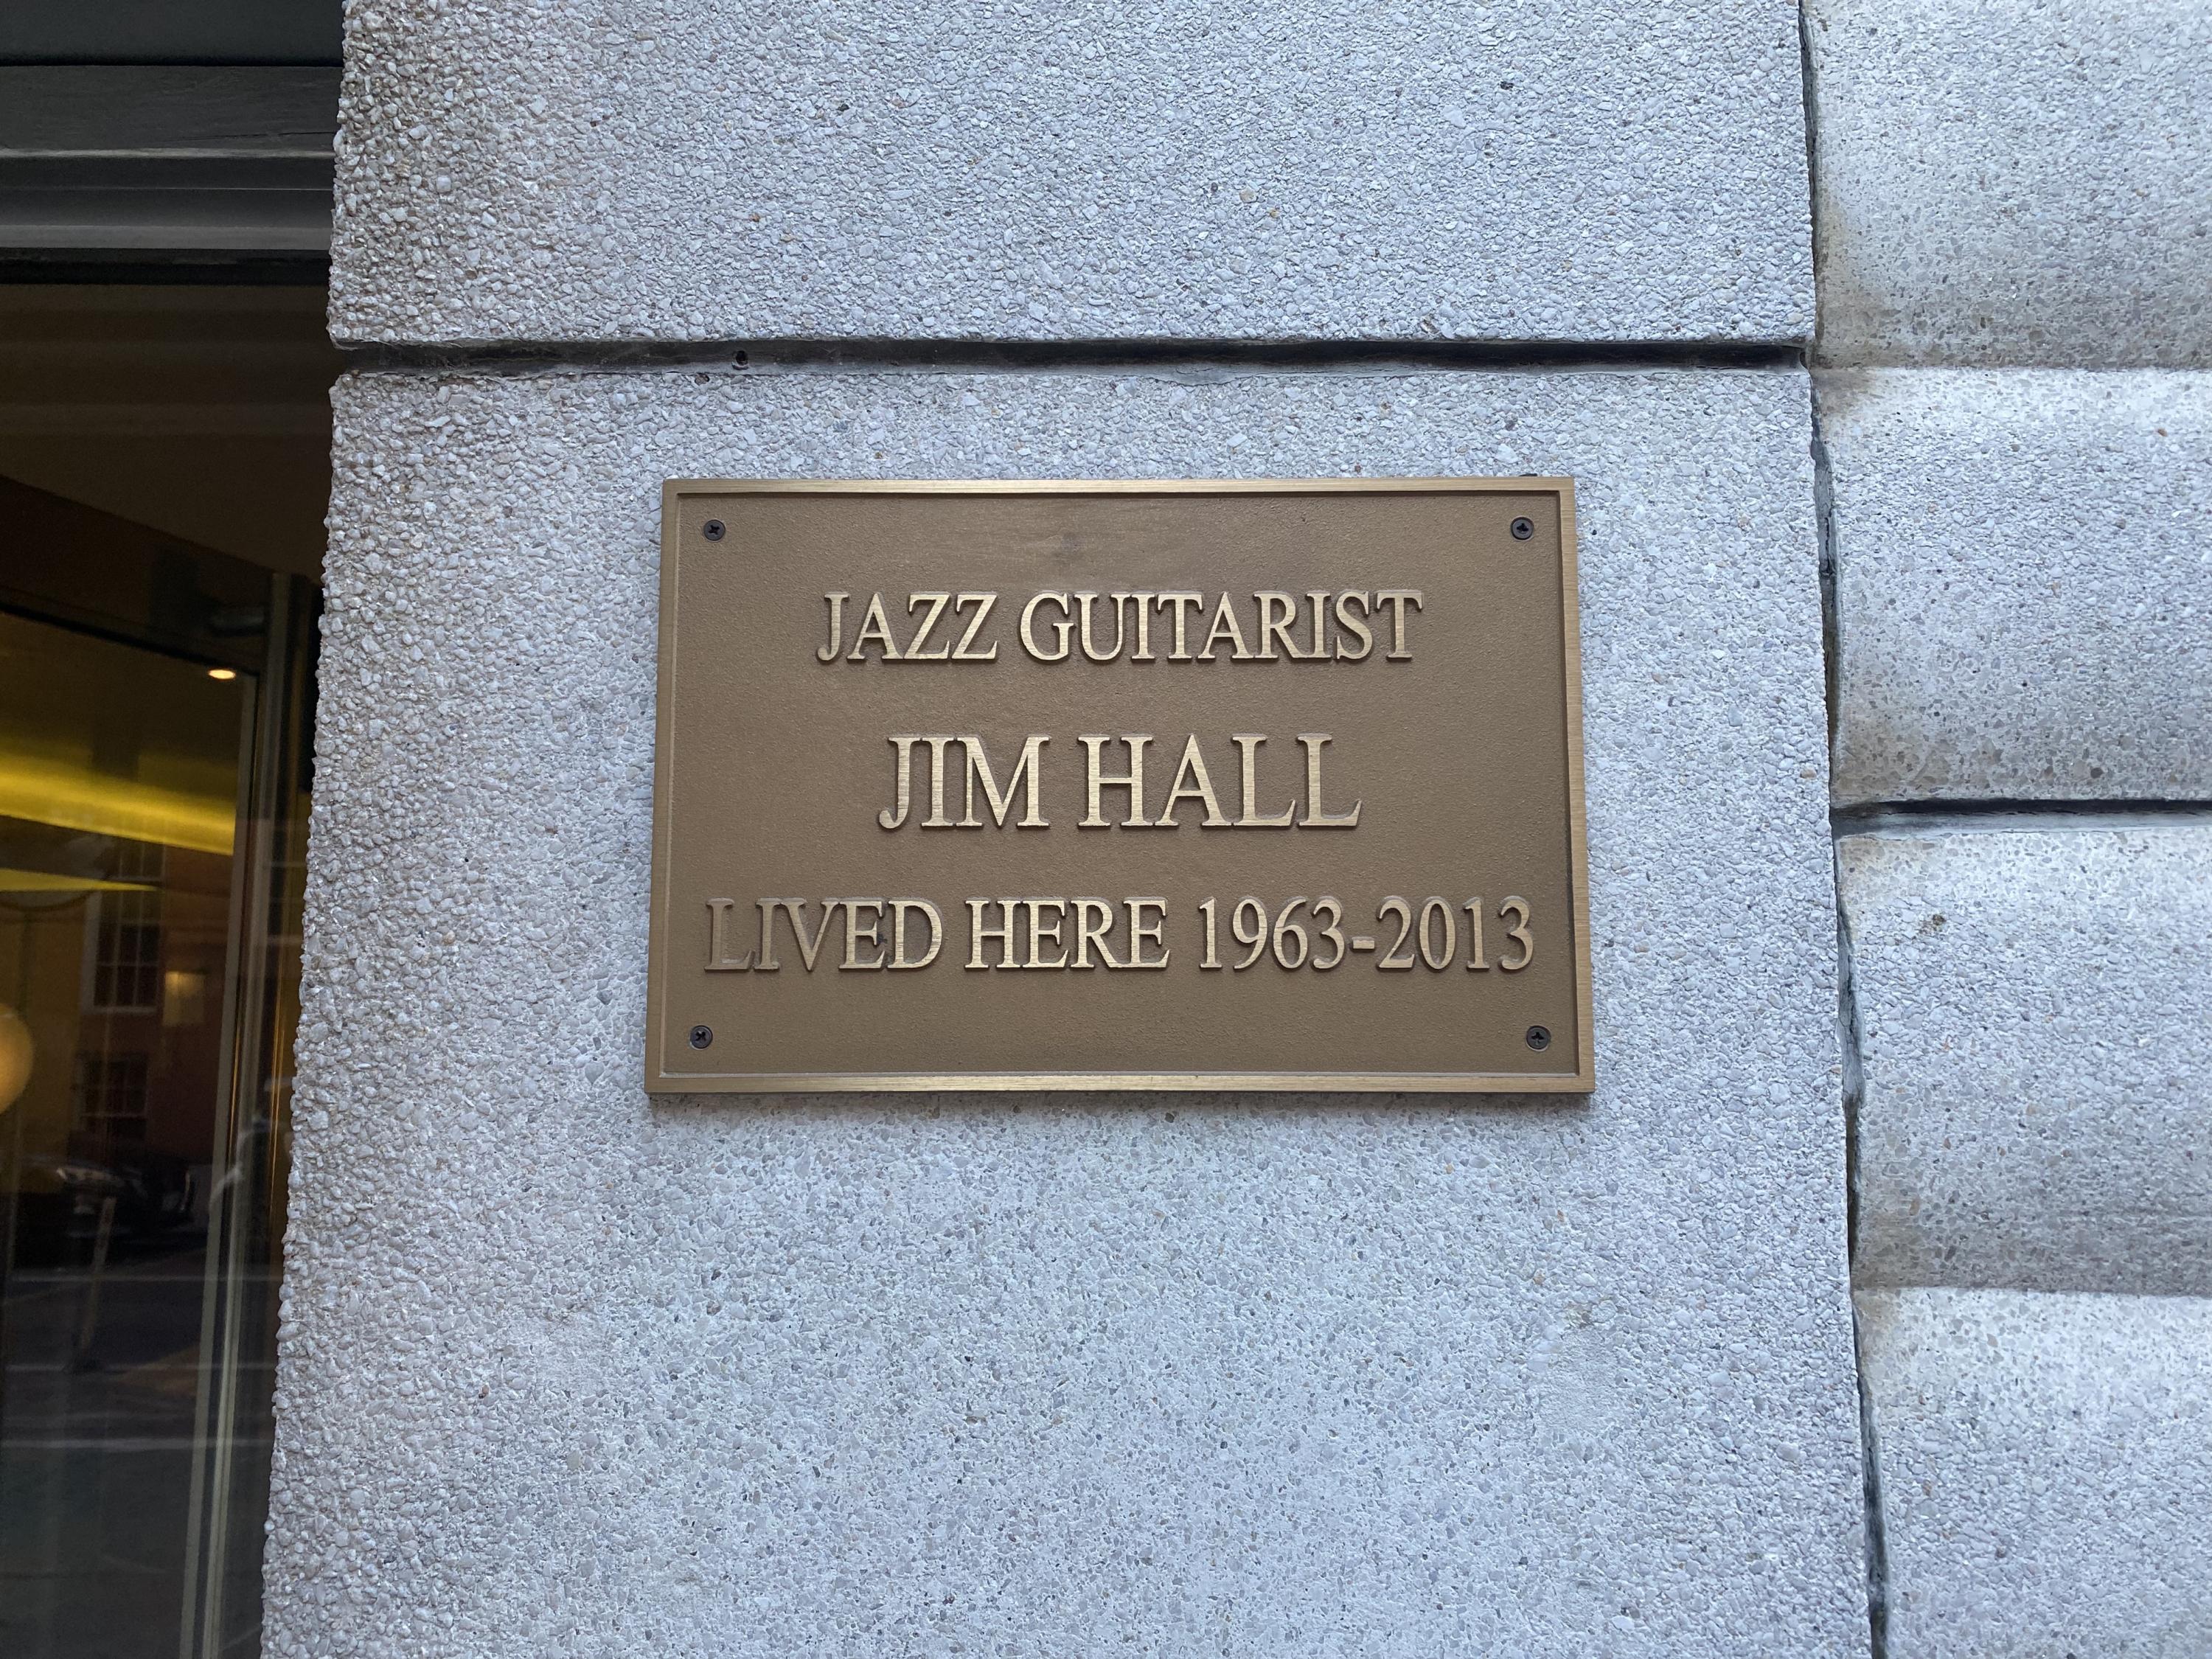 JAZZ GUITARIST
JIM HALL
LIVED HERE 1963-2013